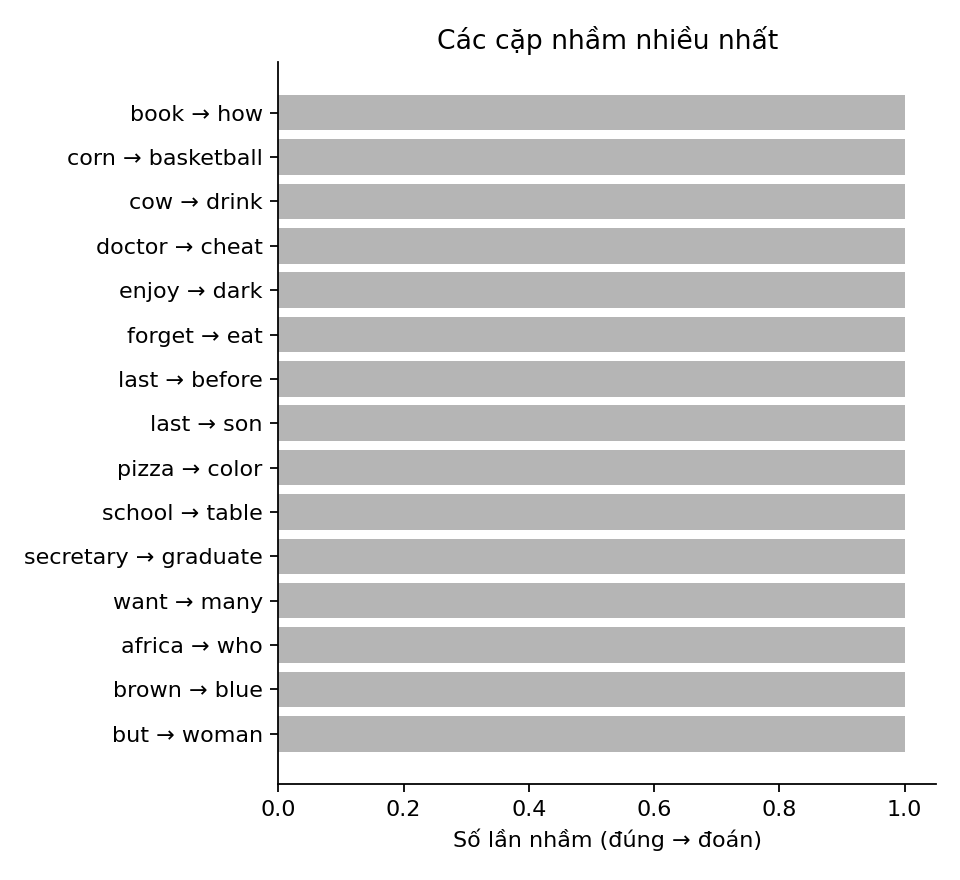 Các cặp nhầm nhiều nhất
book → how
corn → basketball
cow → drink
doctor → cheat
enjoy → dark
forget → eat
last → before
last → son
pizza → color
school → table
secretary → graduate
want → many
africa → who
brown → blue
but → woman
0.0 0.2 0.4 0.6 0.8 1.0
Số lần nhầm (đúng → đoán)